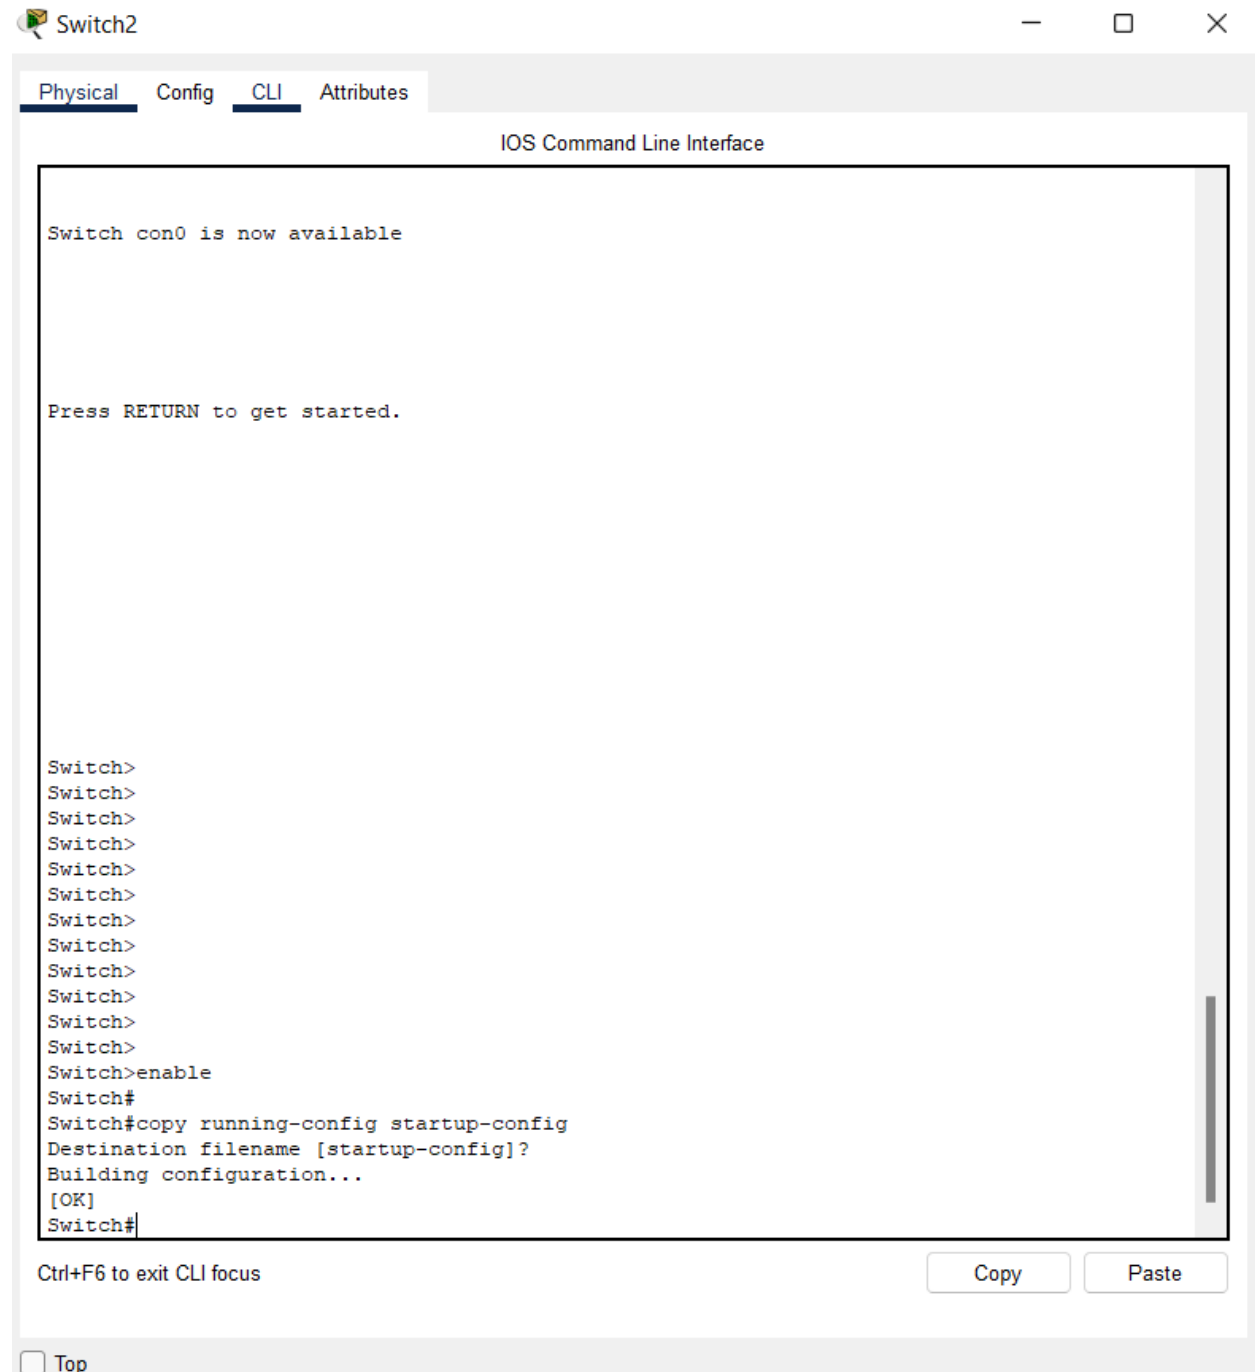 Switch2
Physical Config CLI Attributes
IOS Command Line Interface
Switch con0 is now available
Press RETURN to get started.
Switch>
Switch>
Switch>
Switch>
Switch>
Switch>
Switch>
Switch>
Switch>
Switch>
Switch>
Switch>
Switch>enable
Switch#
Switch#copy running-config startup-config
Destination filename [startup-config]?
Building configuration...
[OK]
Switch#
Ctrl+F6 to exit CLI focus
Copy Paste
Top